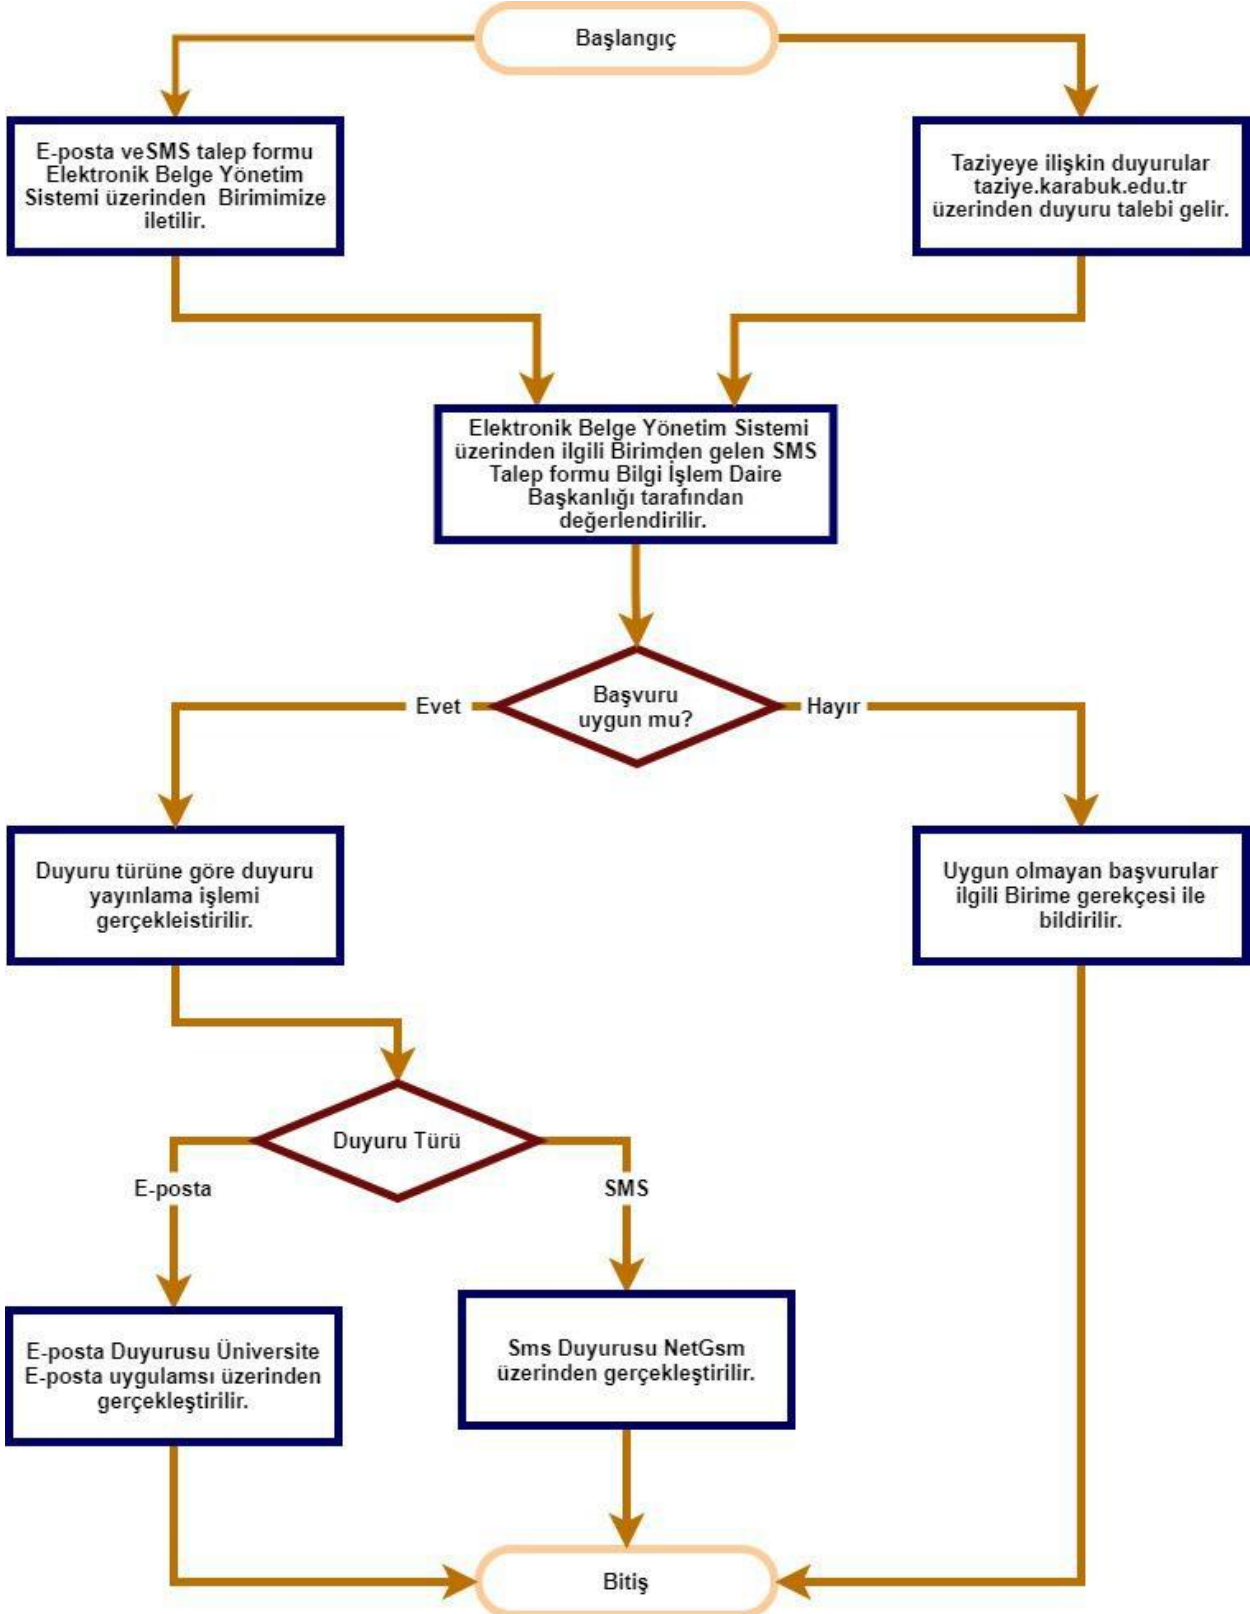 Başlangıç
E-posta veSMS talep formu
Elektronik Belge Yönetim
Sistemi üzerinden Birimimize
iletilir.
Taziyeye ilişkin duyurular
taziye.karabuk.edu.tr
üzerinden duyuru talebi gelir.
Elektronik Belge Yönetim Sistemi
üzerinden ilgili Birimden gelen SMS
Talep formu Bilgi İşlem Daire
Başkanlığı tarafından
değerlendirilir.
Başvuru
uygun mu?
Evet
Hayır
Duyuru türüne göre duyuru
yayınlama işlemi
gerçekleistirilir.
Uygun olmayan başvurular
ilgili Birime gerekçesi ile
bildirilir.
Duyuru Türü
E-posta
SMS
E-posta Duyurusu Üniversite
E-posta uygulamsı üzerinden
gerçekleştirilir.
Sms Duyurusu NetGsm
üzerinden gerçekleştirilir.
Bitiş